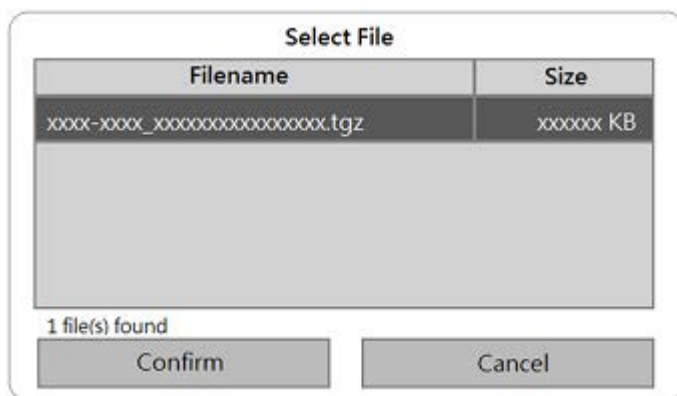 Select File
Filename Size
xxxx-xxxx_xxxxxxxxxxxxxxxx.tgz xxxxxx KB
1 file(s) found
Confirm Cancel